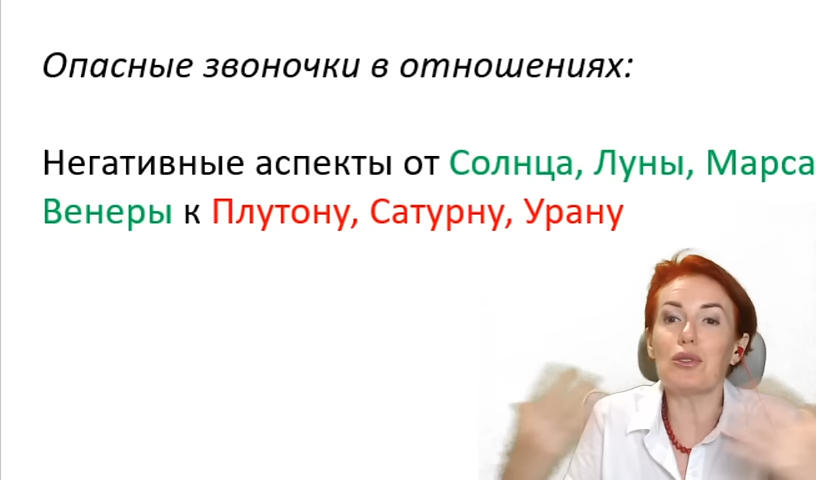 Опасные звоночки в отношениях:
Негативные аспекты от Солнца, Луны, Марса
Венеры к Плутону, Сатурну, Урану